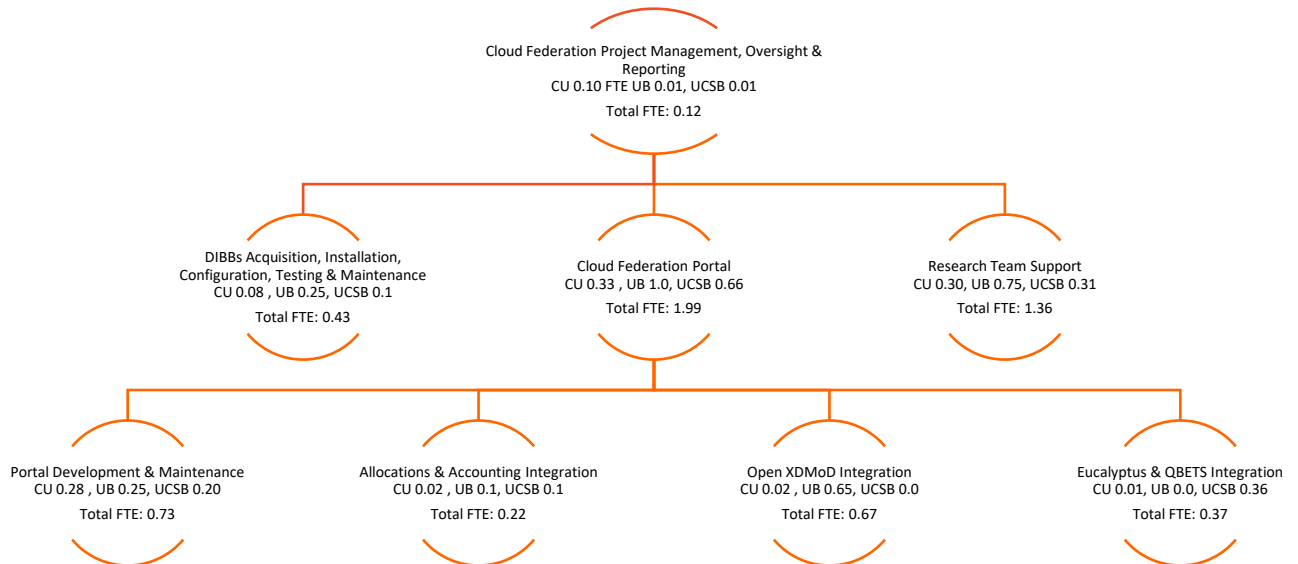 Cloud Federation Project Management, Oversight &
Reporting
CU 0.10 FTE UB 0.01, UCSB 0.01
Total FTE: 0.12
DIBBs Acquisition, Installation,
Configuration, Testing & Maintenance
CU 0.08 , UB 0.25, UCSB 0.1
Total FTE: 0.43
Cloud Federation Portal
CU 0.33 , UB 1.0, UCSB 0.66
Total FTE: 1.99
Research Team Support
CU 0.30, UB 0.75, UCSB 0.31
Total FTE: 1.36
Portal Development & Maintenance
CU 0.28 , UB 0.25, UCSB 0.20
Total FTE: 0.73
Allocations & Accounting Integration
CU 0.02 , UB 0.1, UCSB 0.1
Total FTE: 0.22
Open XDMoD Integration
CU 0.02 , UB 0.65, UCSB 0.0
Total FTE: 0.67
Eucalyptus & QBETS Integration
CU 0.01, UB 0.0, UCSB 0.36
Total FTE: 0.37